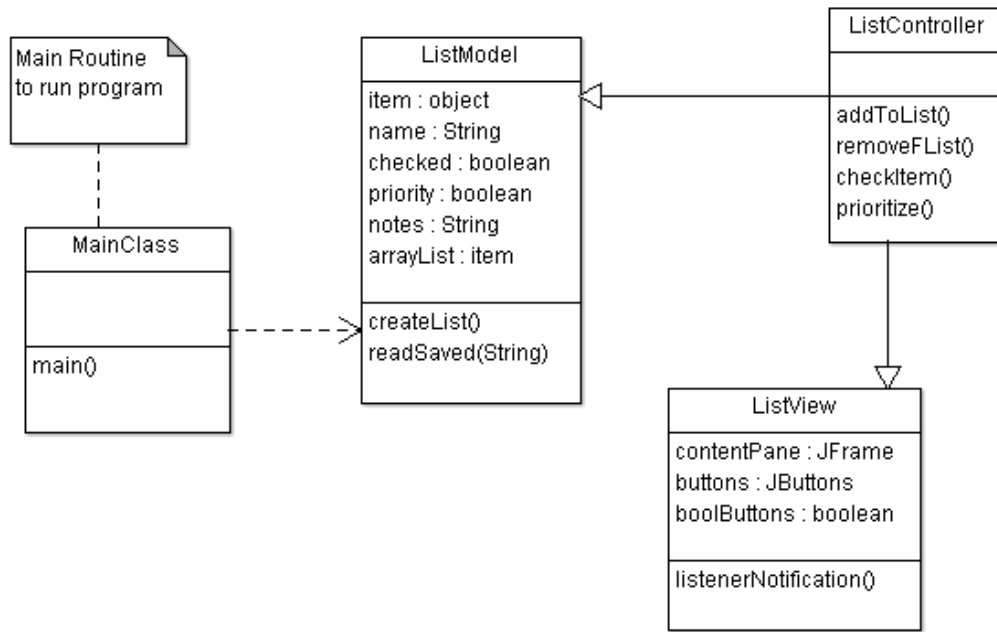 Main Routine
to run program
MainClass
main()
ListModel
item : object
name : String
checked : boolean
priority : boolean
notes : String
arrayList : item
createList()
readSaved(String)
ListController
addToList()
removeFList()
checkItem()
prioritize()
ListView
contentPane : JFrame
buttons : JButtons
boolButtons : boolean
listenerNotification()